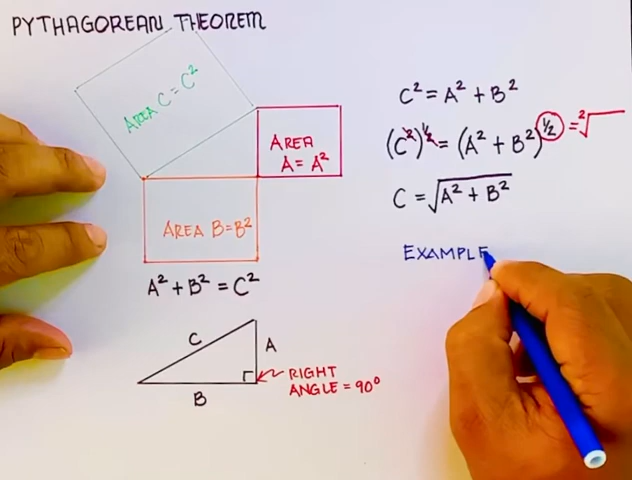 PYTHAGOREAN THEOREM
AREA C = C²
AREA
A = A²
AREA B = B²
A² + B² = C²
C
A
B
RIGHT
ANGLE = 90°
C² = A² + B²
(C²)^½ = (A² + B²)^½ = ²√
C = √A² + B²
EXAMPLE